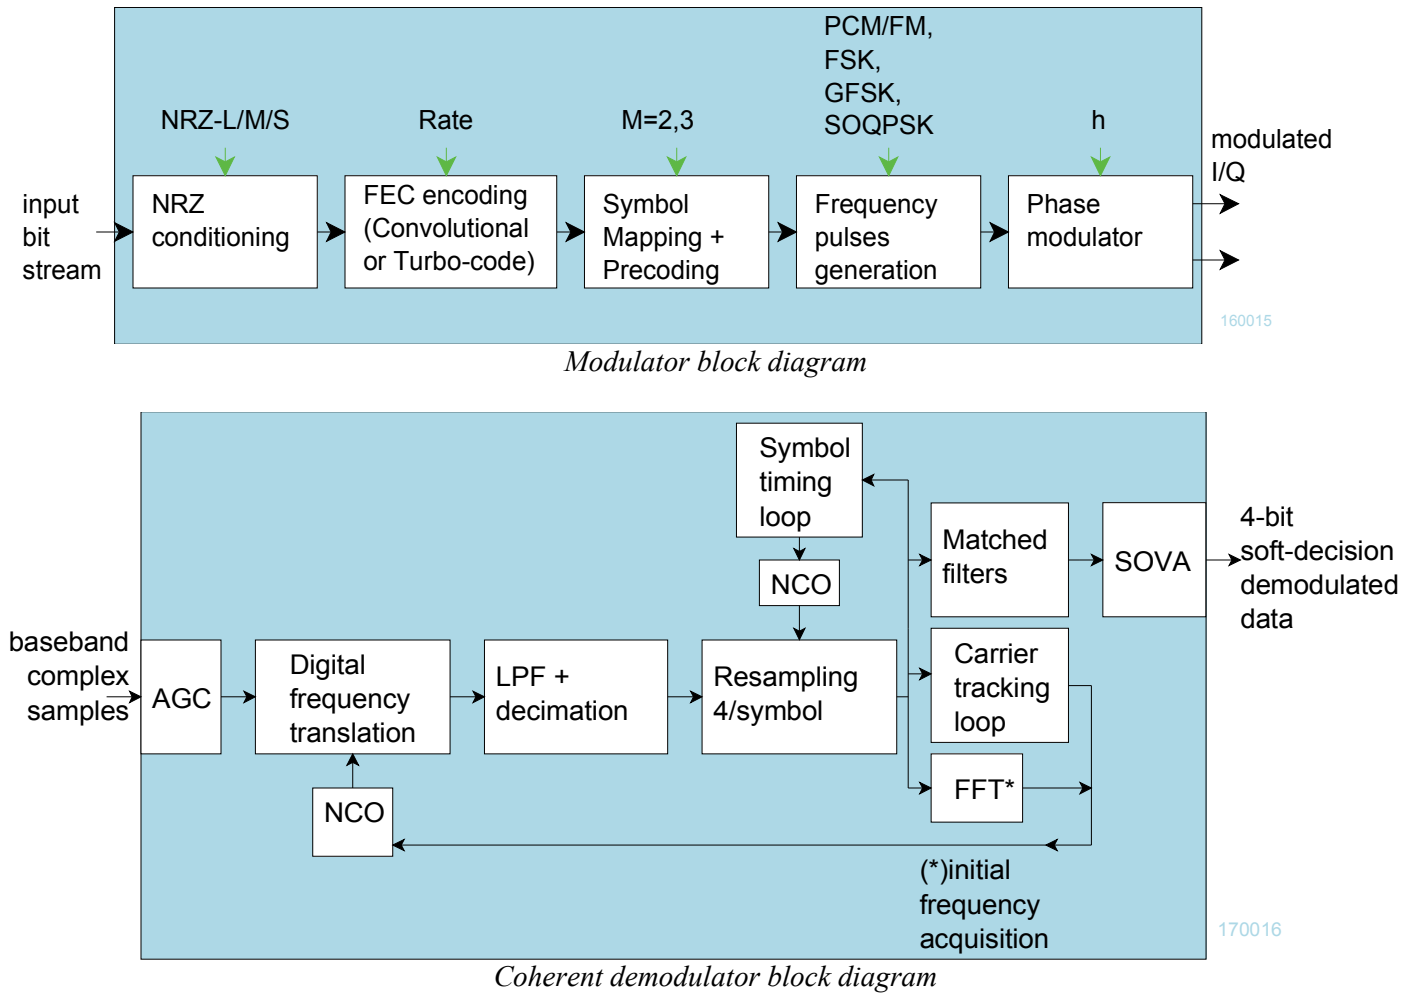 PCM/FM,
FSK,
GFSK,
SOQPSK
NRZ-L/M/S
Rate
M=2,3
h
modulated
I/Q
input
bit
stream
NRZ
conditioning
FEC encoding
(Convolutional
or Turbo-code)
Symbol
Mapping +
Precoding
Frequency
pulses
generation
Phase
modulator
160015
Modulator block diagram
Symbol
timing
loop
NCO
Matched
filters
SOVA
4-bit
soft-decision
demodulated
data
baseband
complex
samples
AGC
Digital
frequency
translation
LPF +
decimation
Resampling
4/symbol
Carrier
tracking
loop
FFT*
NCO
(*)initial
frequency
acquisition
170016
Coherent demodulator block diagram